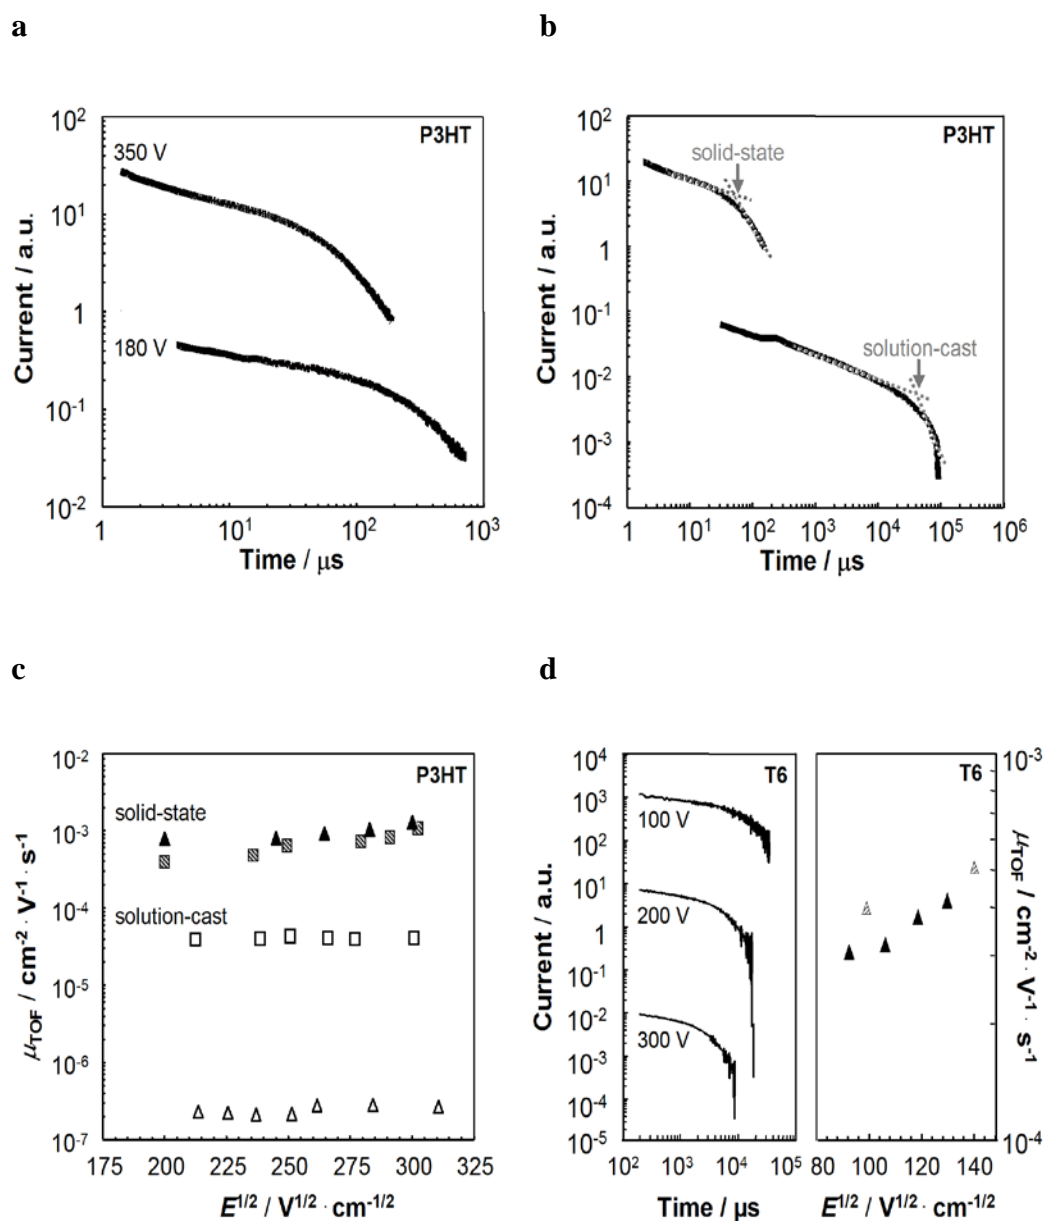 a
b
10² 10¹ 1 10⁻¹ 10⁻²
Current / a.u.
350 V
180 V
P3HT
1 10¹ 10² 10³
Time / μs
10² 10¹ 1 10⁻¹ 10⁻² 10⁻³ 10⁻⁴
Current / a.u.
P3HT
solid-state
solution-cast
1 10¹ 10² 10³ 10⁴ 10⁵ 10⁶
Time / μs
c
d
10⁻² 10⁻³ 10⁻⁴ 10⁻⁵ 10⁻⁶ 10⁻⁷
μTOF / cm⁻² · V⁻¹ · s⁻¹
P3HT
solid-state
solution-cast
175 200 225 250 275 300 325
E¹/² / V¹/² · cm⁻¹/²
10⁴ 10³ 10² 10¹ 1 10⁻¹ 10⁻² 10⁻³ 10⁻⁴ 10⁻⁵
Current / a.u.
T6
100 V
200 V
300 V
10² 10³ 10⁴ 10⁵
Time / μs
T6
10⁻³
10⁻⁴
μTOF / cm⁻² · V⁻¹ · s⁻¹
80 100 120 140
E¹/² / V¹/² · cm⁻¹/²